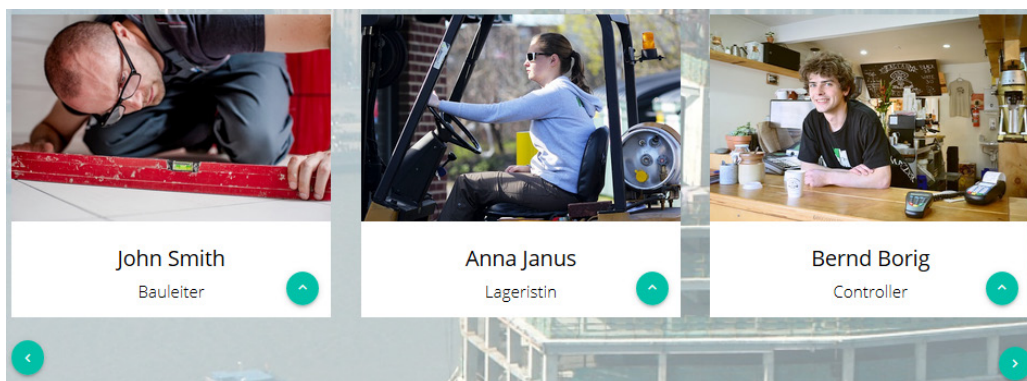 John Smith
Bauleiter
Anna Janus
Lageristin
Bernd Borig
Controller